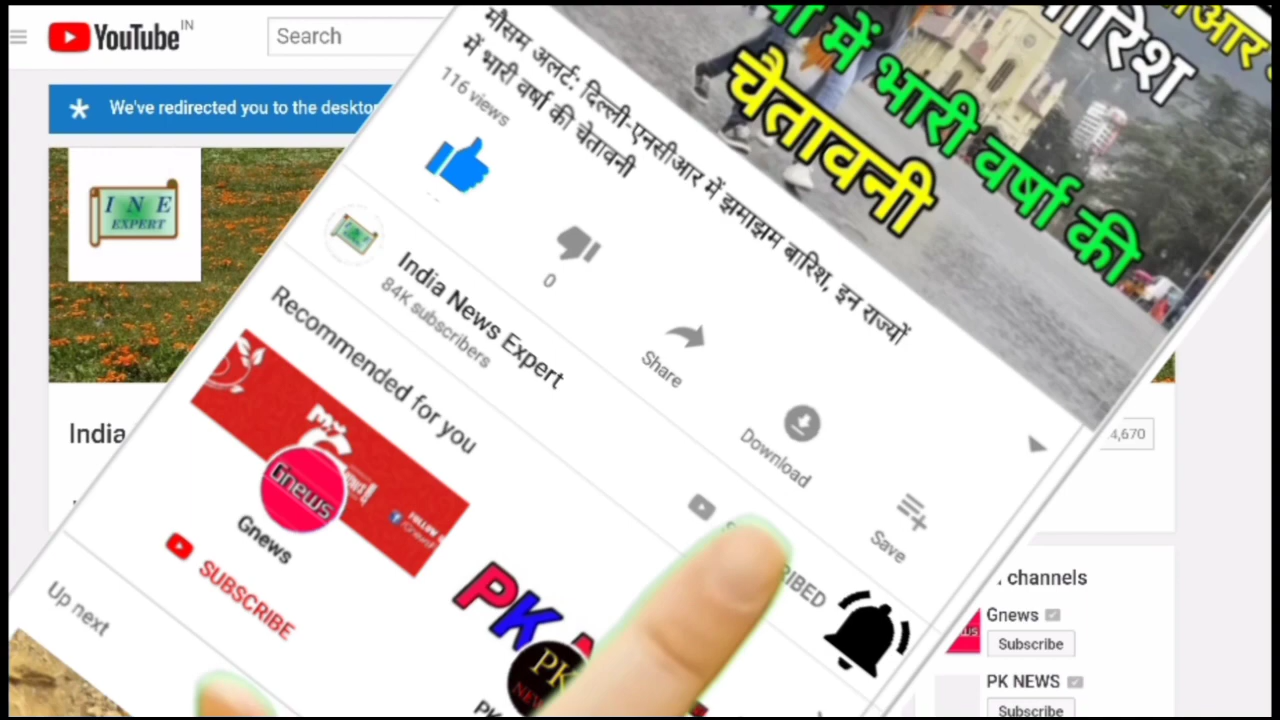 YouTube IN
Search
We've redirected you to the
INE
EXPERT
India
में भारी वर्षा की
चेतावनी
मौसम अलर्ट: दिल्ली-एनसीआर में झमाझम बारिश, इन राज्यों
में भारी वर्षा की चेतावनी
116 views
0
Share
Download
Save
India News Expert
84K subscribers
Recommended for you
Gnews
Gnews
SUBSCRIBE
PK
PK
Up next
4,670
channels
Gnews
Subscribe
PK NEWS
Subscribe